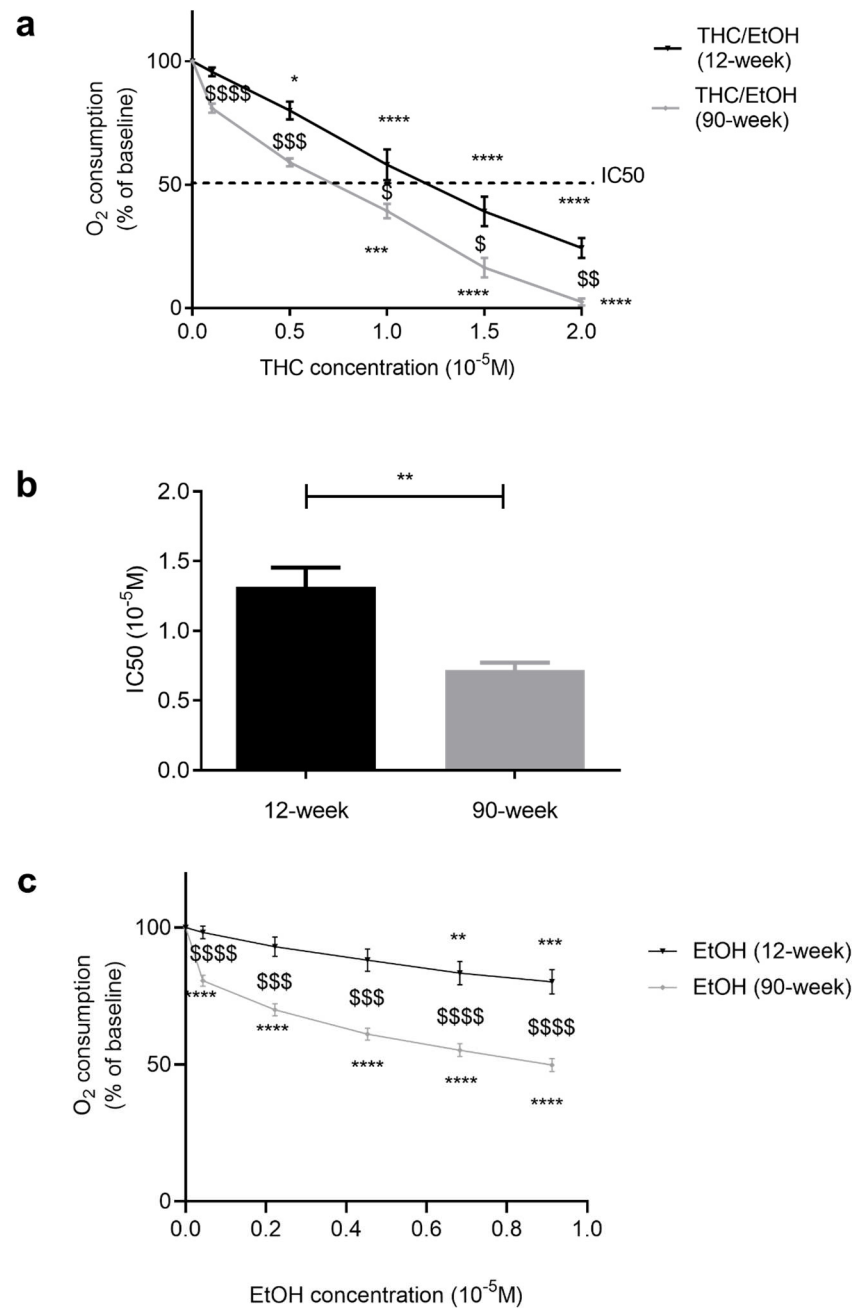 a
THC/EtOH
(12-week)
THC/EtOH
(90-week)
O2 consumption
(% of baseline)
100
50
0
$$$$
*
$$$
****
$
***
****
$
****
****
$$
****
IC50
0.0 0.5 1.0 1.5 2.0
THC concentration (10-5M)
b
**
IC50 (10-5M)
2.0
1.5
1.0
0.5
0.0
12-week 90-week
c
O2 consumption
(% of baseline)
100
50
0
$$$$
****
$$$
****
$$$
****
**
$$$$
****
***
$$$$
****
EtOH (12-week)
EtOH (90-week)
0.0 0.2 0.4 0.6 0.8 1.0
EtOH concentration (10-5M)